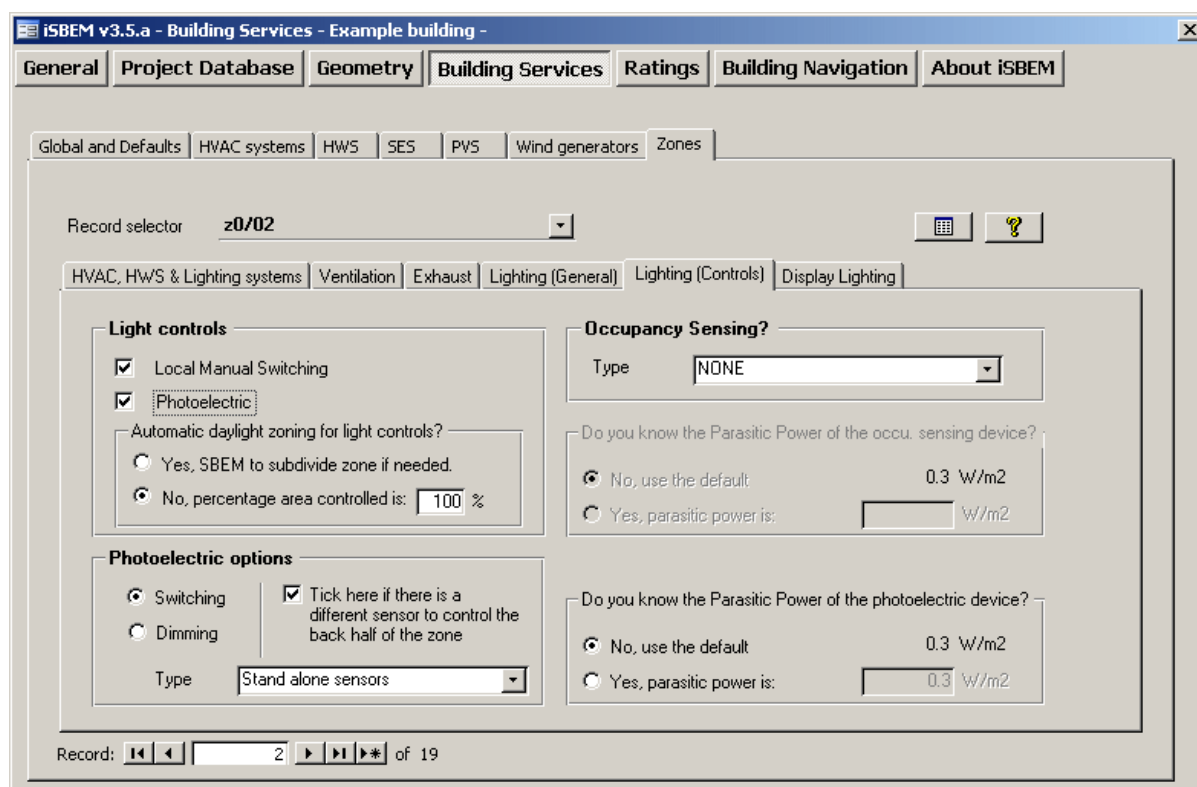 iSBEM v3.5.a - Building Services - Example building -
General Project Database Geometry Building Services Ratings Building Navigation About iSBEM
Global and Defaults HVAC systems HWS SES PVS Wind generators Zones
Record selector z0/02
HVAC, HWS & Lighting systems Ventilation Exhaust Lighting (General) Lighting (Controls) Display Lighting
Light controls
Local Manual Switching
Photoelectric
Automatic daylight zoning for light controls?
Yes, SBEM to subdivide zone if needed.
No, percentage area controlled is: 100 %
Occupancy Sensing?
Type NONE
Do you know the Parasitic Power of the occu. sensing device?
No, use the default 0.3 W/m2
Yes, parasitic power is: W/m2
Photoelectric options
Switching
Dimming
Tick here if there is a
different sensor to control the
back half of the zone
Type Stand alone sensors
Do you know the Parasitic Power of the photoelectric device?
No, use the default 0.3 W/m2
Yes, parasitic power is: 0.3 W/m2
Record: 2 of 19